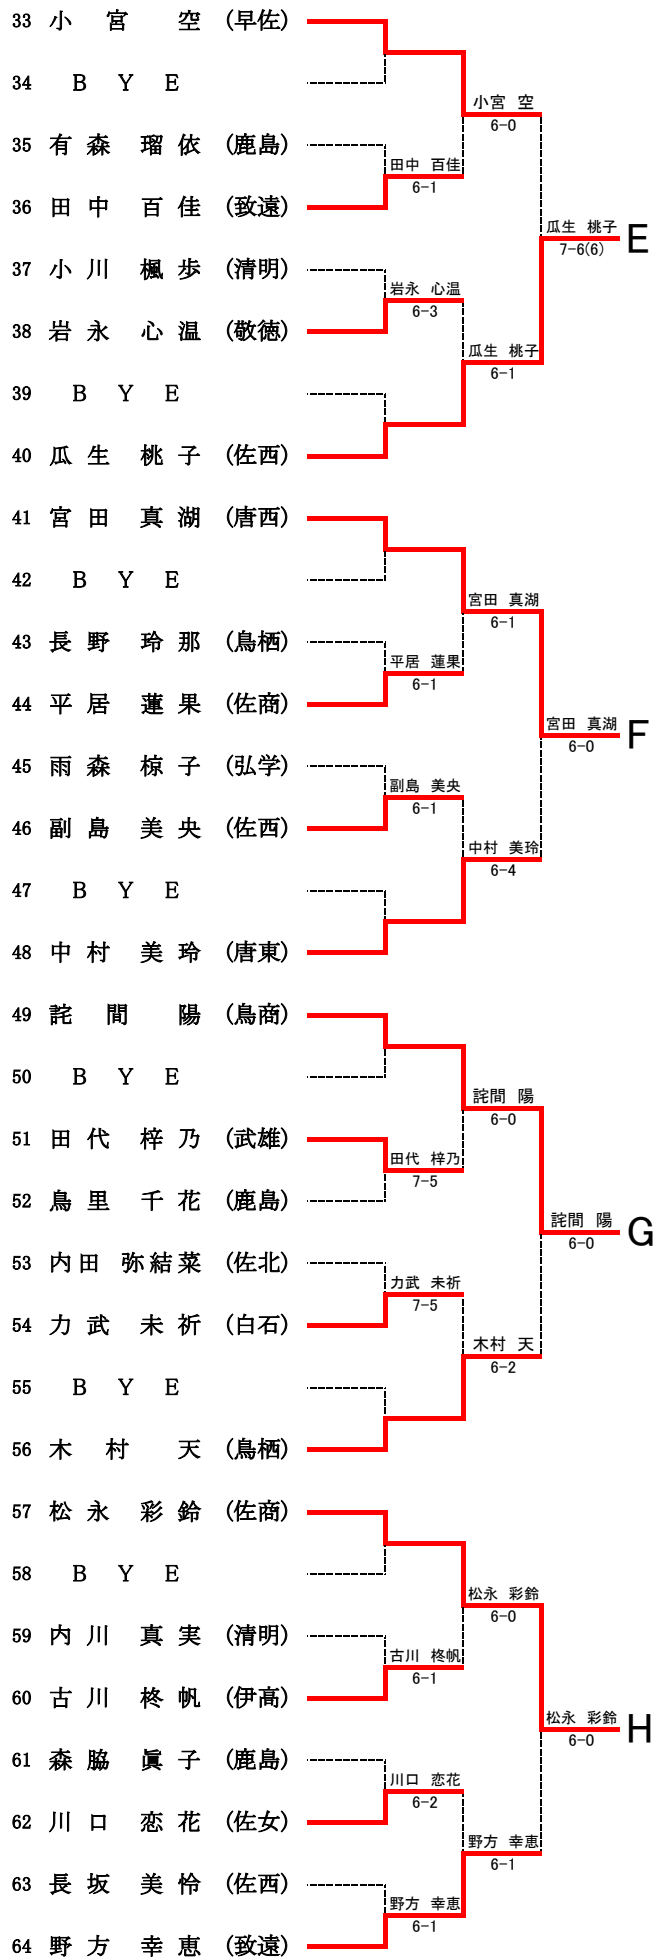 33 小 宮 空 (早佐)
34 B Y E
小宮 空
6-0
35 有 森 瑠 依 (鹿島)
田中 百佳
6-1
36 田 中 百 佳 (致遠)
瓜生 桃子
7-6(6)
E
37 小 川 楓 歩 (清明)
岩永 心温
6-3
38 岩 永 心 温 (敬徳)
瓜生 桃子
6-1
39 B Y E
40 瓜 生 桃 子 (佐西)
41 宮 田 真 湖 (唐西)
42 B Y E
宮田 真湖
6-1
43 長 野 玲 那 (鳥栖)
平居 蓮果
6-1
44 平 居 蓮 果 (佐商)
宮田 真湖
6-0
F
45 雨 森 椋 子 (弘学)
副島 美央
6-1
46 副 島 美 央 (佐西)
中村 美玲
6-4
47 B Y E
48 中 村 美 玲 (唐東)
49 詫 間 陽 (鳥商)
50 B Y E
詫間 陽
6-0
51 田 代 梓 乃 (武雄)
田代 梓乃
7-5
52 鳥 里 千 花 (鹿島)
詫間 陽
6-0
G
53 内 田 弥 結 菜 (佐北)
力武 未祈
7-5
54 力 武 未 祈 (白石)
木村 天
6-2
55 B Y E
56 木 村 天 (鳥栖)
57 松 永 彩 鈴 (佐商)
58 B Y E
松永 彩鈴
6-0
59 内 川 真 実 (清明)
古川 柊帆
6-1
60 古 川 柊 帆 (伊高)
松永 彩鈴
6-0
H
61 森 脇 眞 子 (鹿島)
川口 恋花
6-2
62 川 口 恋 花 (佐女)
野方 幸恵
6-1
63 長 坂 美 怜 (佐西)
野方 幸恵
6-1
64 野 方 幸 恵 (致遠)